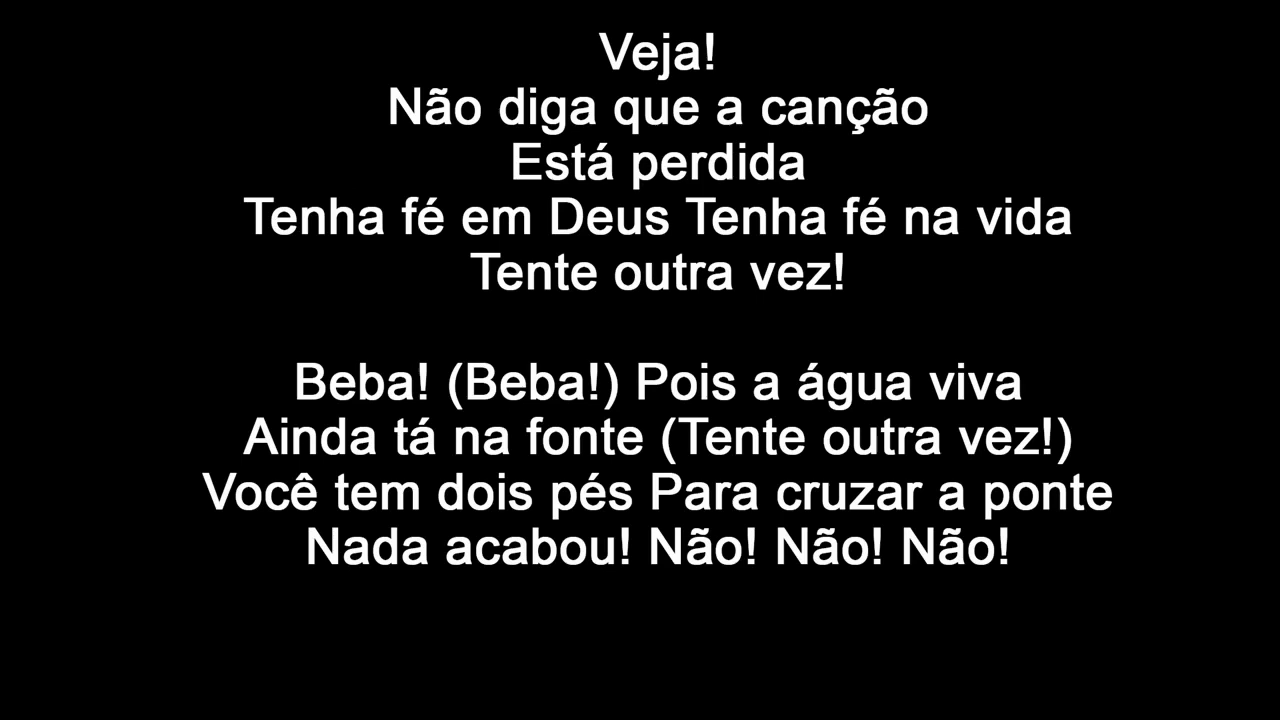 Veja!
Não diga que a canção
Está perdida
Tenha fé em Deus Tenha fé na vida
Tente outra vez!
Beba! (Beba!) Pois a água viva
Ainda tá na fonte (Tente outra vez!)
Você tem dois pés Para cruzar a ponte
Nada acabou! Não! Não! Não!